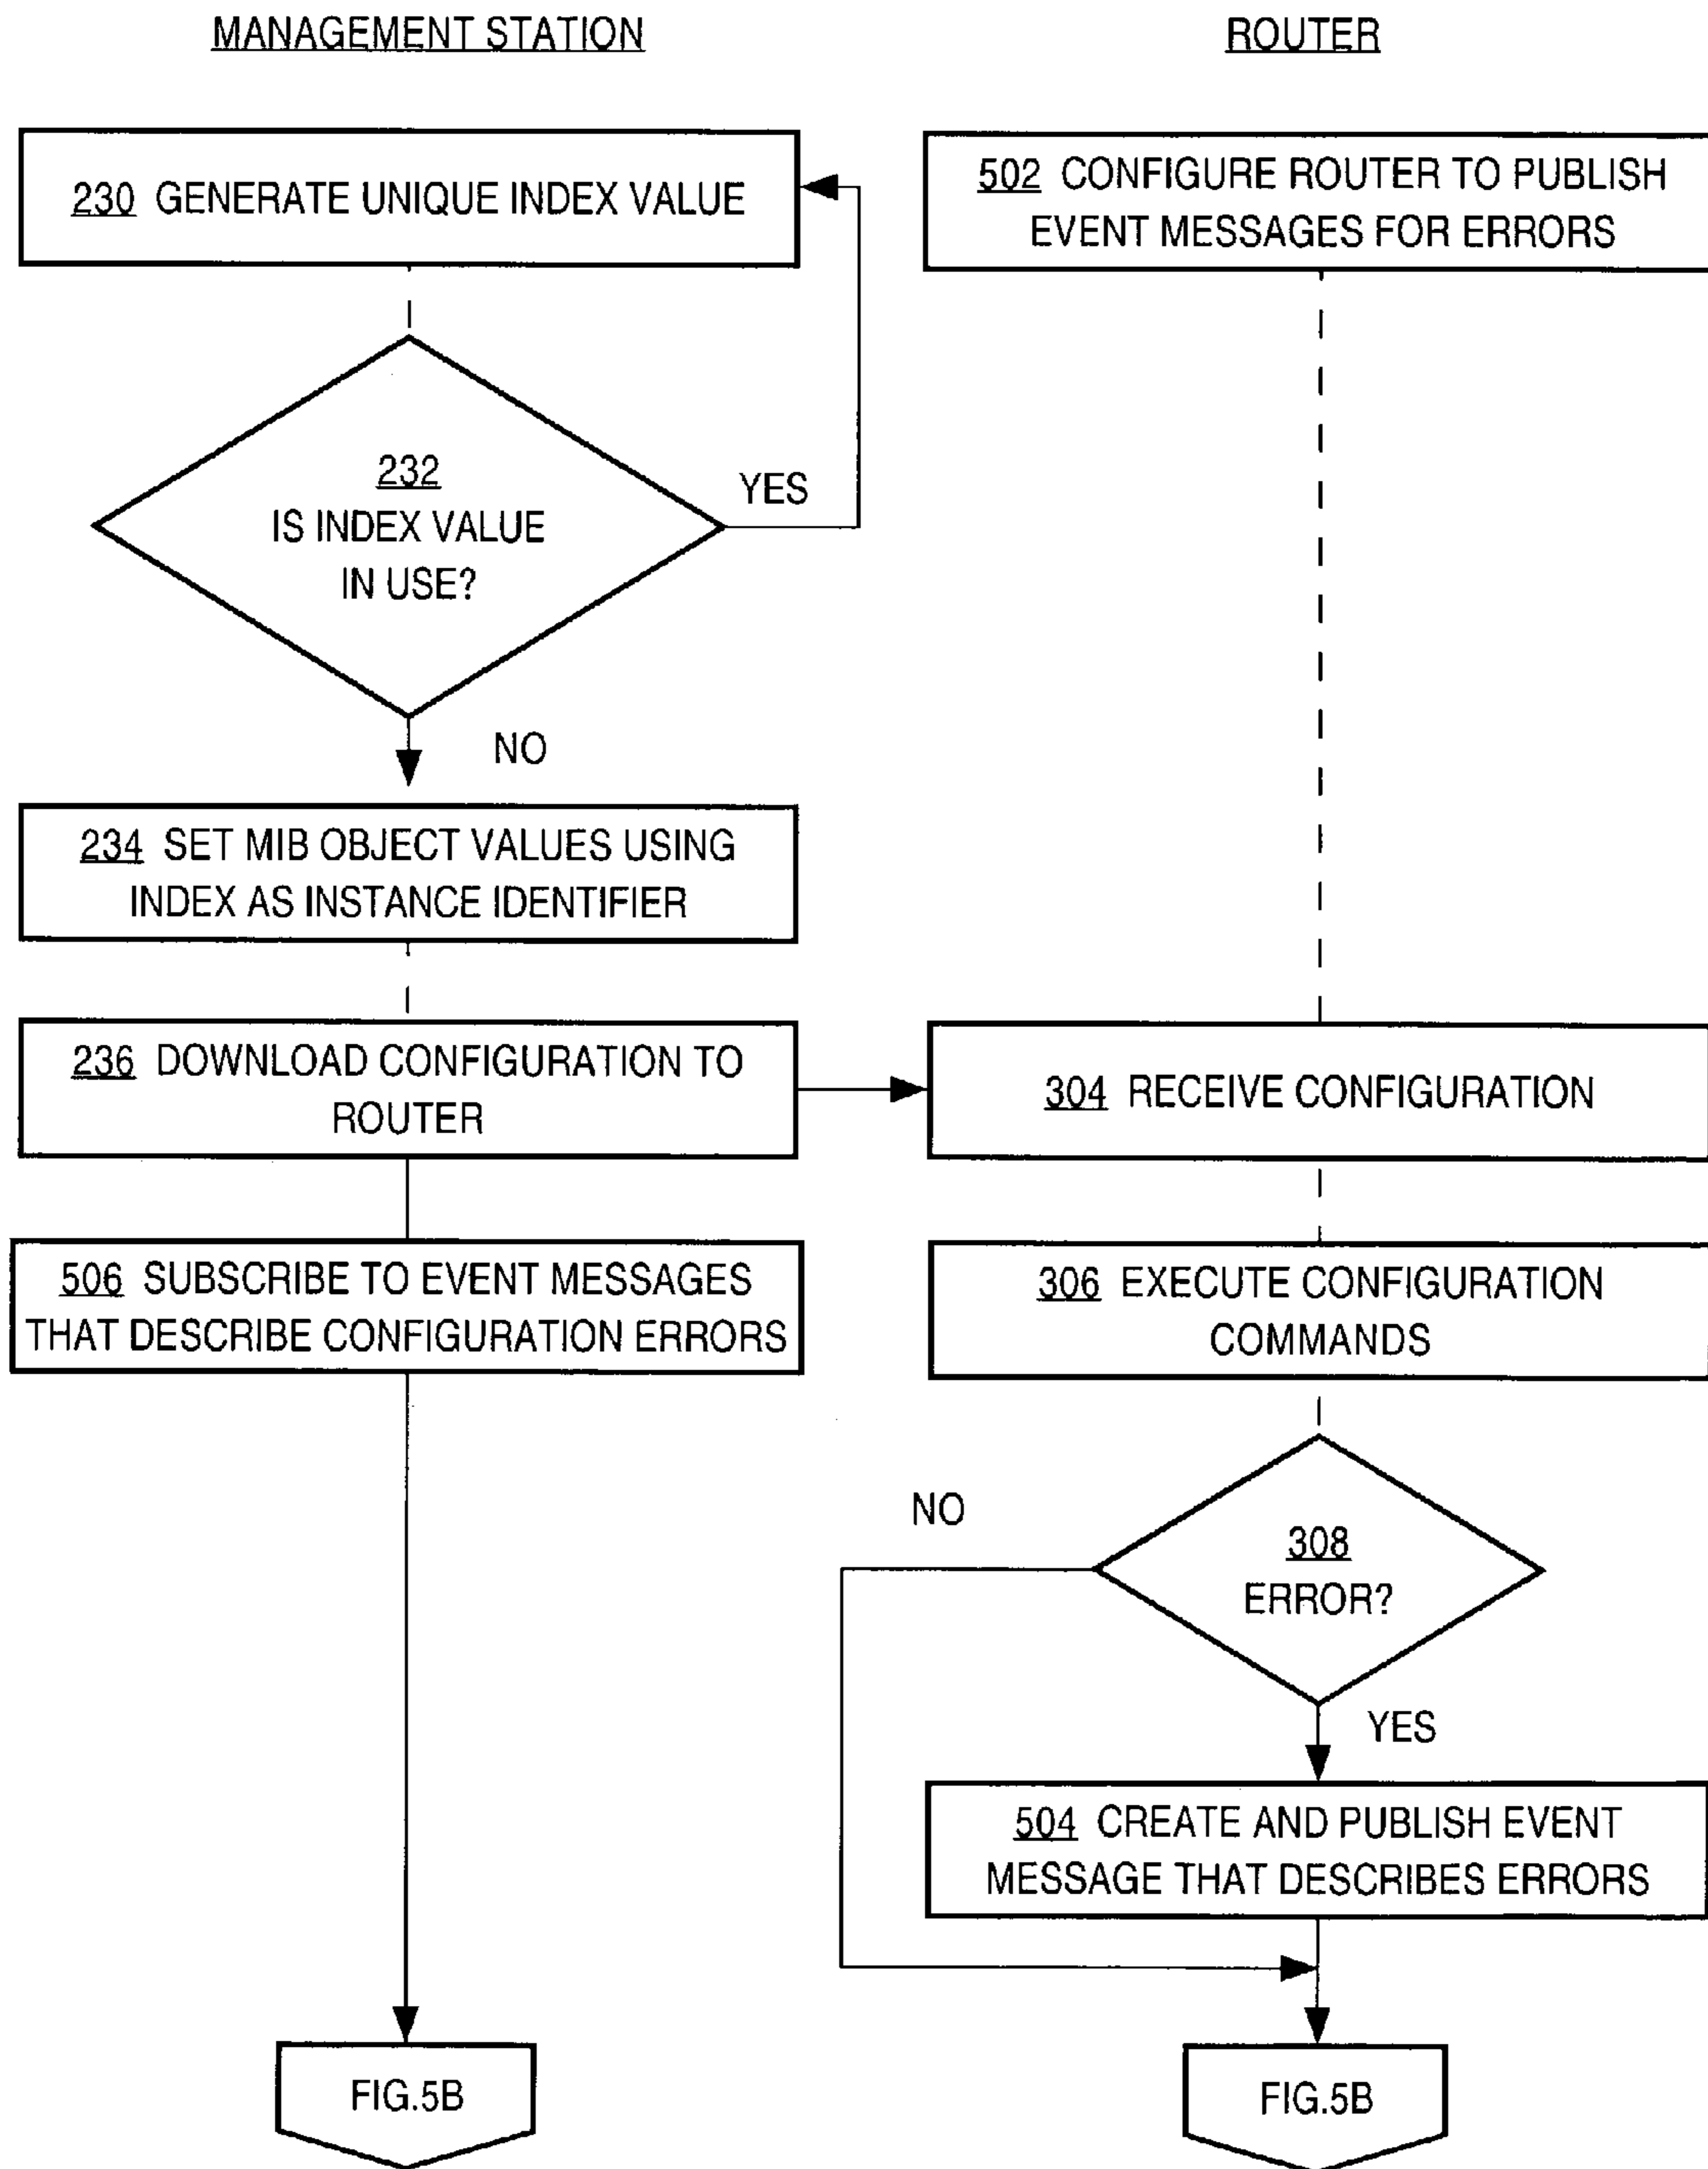 MANAGEMENT STATION
ROUTER
230 GENERATE UNIQUE INDEX VALUE
502 CONFIGURE ROUTER TO PUBLISH
EVENT MESSAGES FOR ERRORS
232
IS INDEX VALUE
IN USE?
YES
NO
234 SET MIB OBJECT VALUES USING
INDEX AS INSTANCE IDENTIFIER
236 DOWNLOAD CONFIGURATION TO
ROUTER
304 RECEIVE CONFIGURATION
506 SUBSCRIBE TO EVENT MESSAGES
THAT DESCRIBE CONFIGURATION ERRORS
306 EXECUTE CONFIGURATION
COMMANDS
NO
308
ERROR?
YES
504 CREATE AND PUBLISH EVENT
MESSAGE THAT DESCRIBES ERRORS
FIG.5B
FIG.5B